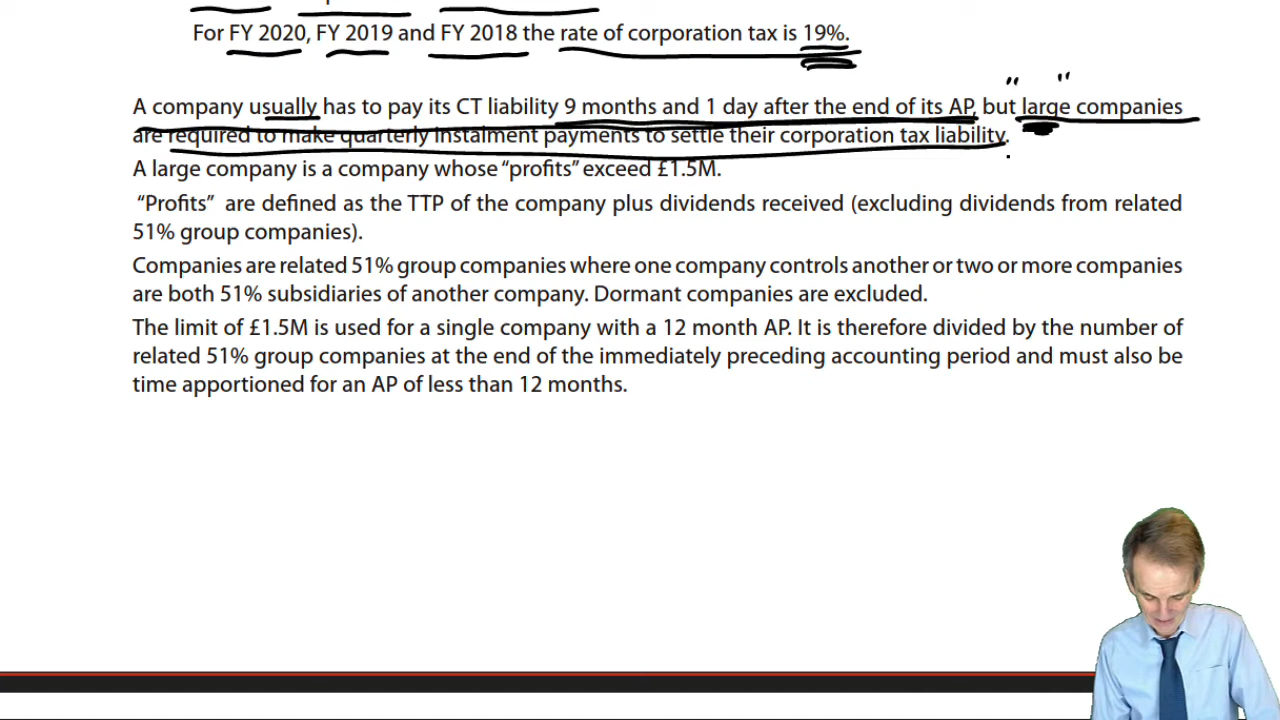 For FY 2020, FY 2019 and FY 2018 the rate of corporation tax is 19%.
A company usually has to pay its CT liability 9 months and 1 day after the end of its AP, but large companies
are required to make quarterly instalment payments to settle their corporation tax liability.
A large company is a company whose “profits” exceed £1.5M.
“Profits” are defined as the TTP of the company plus dividends received (excluding dividends from related
51% group companies).
Companies are related 51% group companies where one company controls another or two or more companies
are both 51% subsidiaries of another company. Dormant companies are excluded.
The limit of £1.5M is used for a single company with a 12 month AP. It is therefore divided by the number of
related 51% group companies at the end of the immediately preceding accounting period and must also be
time apportioned for an AP of less than 12 months.